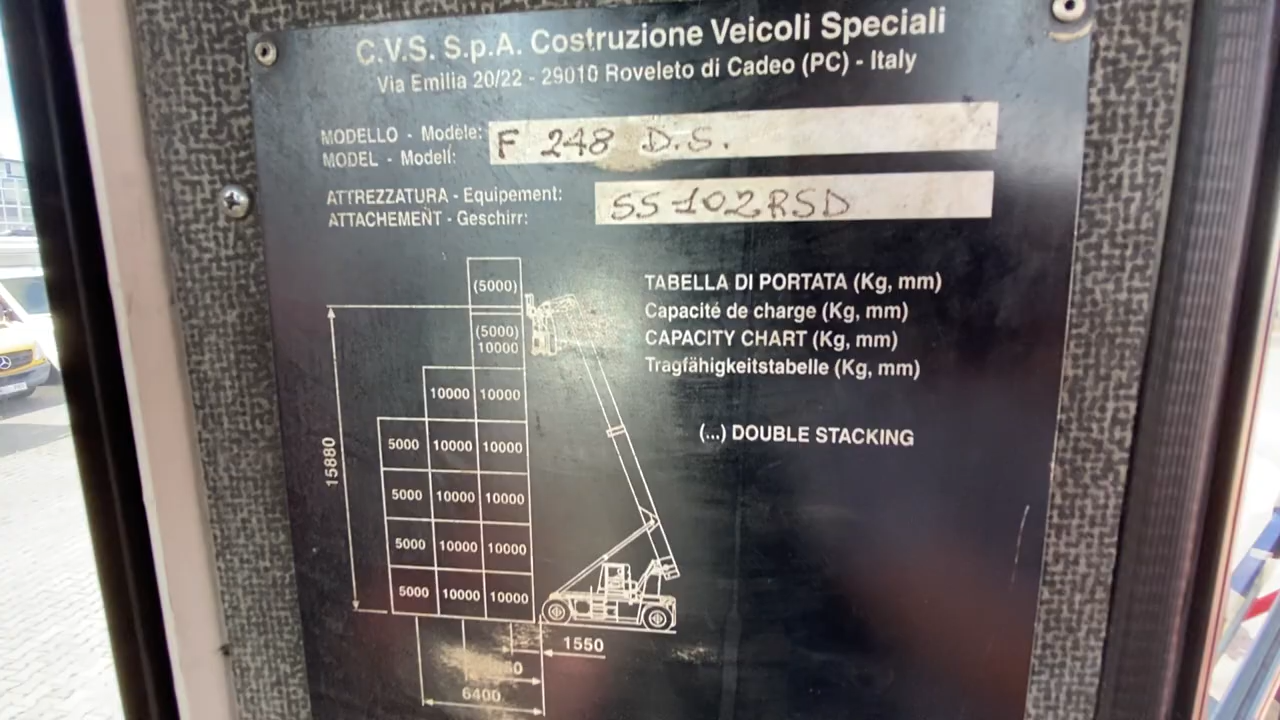 C.V.S. S.p.A. Costruzione Veicoli Speciali
Via Emilia 20/22 - 29010 Roveleto di Cadeo (PC) - Italy
MODELLO - Modèle: F 248 D.S.
MODEL - Modell:
ATTREZZATURA - Equipement: SS 102RSD
ATTACHEMENT - Geschirr:
TABELLA DI PORTATA (Kg, mm)
Capacité de charge (Kg, mm)
CAPACITY CHART (Kg, mm)
Tragfähigkeitstabelle (Kg, mm)
(...) DOUBLE STACKING
(5000)
(5000)
10000
10000 10000
5000 10000 10000
5000 10000 10000
5000 10000 10000
5000 10000 10000
15880
1550
6400